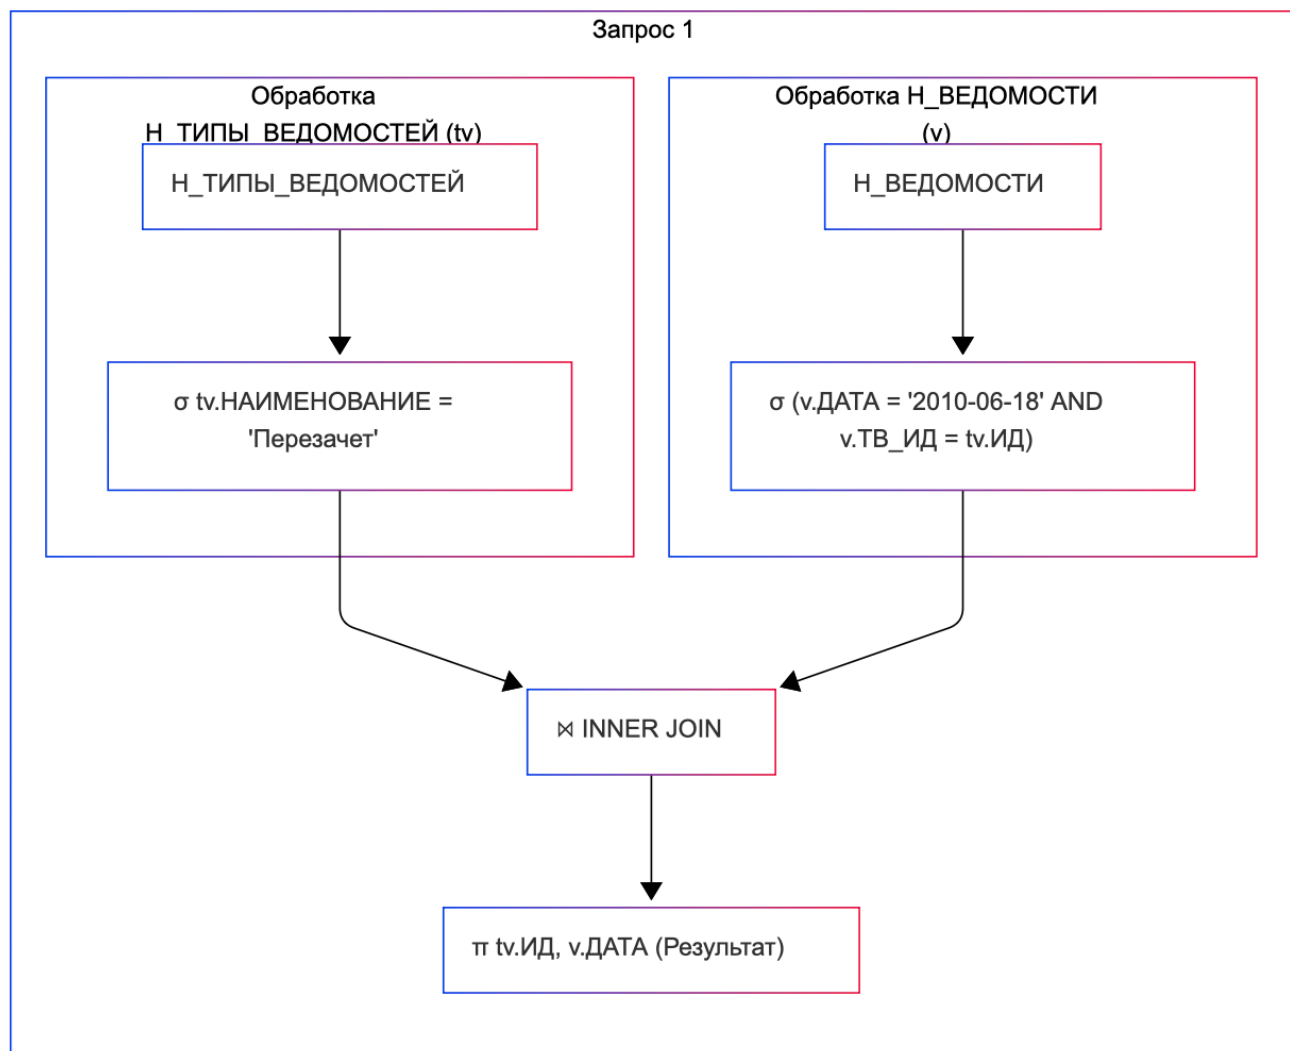 Запрос 1
Обработка
Н_ТИПЫ_ВЕДОМОСТЕЙ (tv)
Н_ТИПЫ_ВЕДОМОСТЕЙ
σ tv.НАИМЕНОВАНИЕ =
'Перезачет'
Обработка Н_ВЕДОМОСТИ
(v)
Н_ВЕДОМОСТИ
σ (v.ДАТА = '2010-06-18' AND
v.ТВ_ИД = tv.ИД)
⋈ INNER JOIN
π tv.ИД, v.ДАТА (Результат)